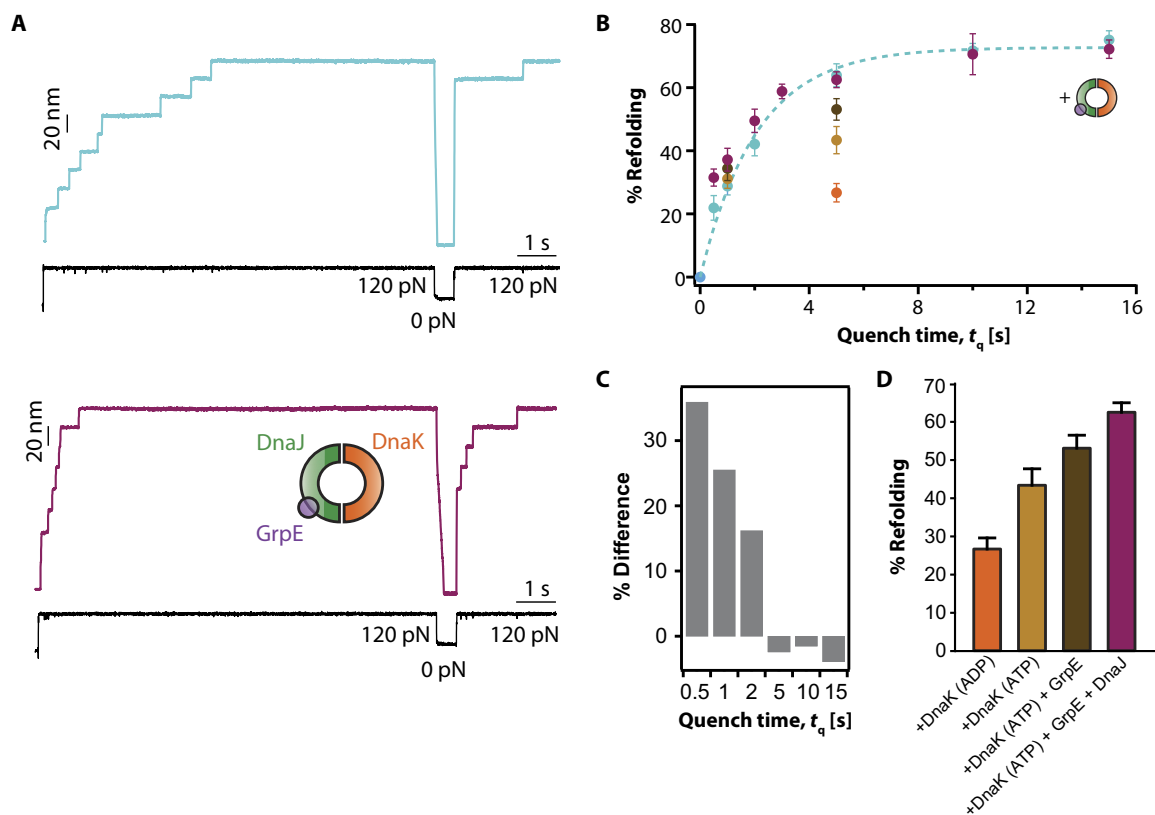 A
20 nm
1 s
120 pN
120 pN
0 pN
20 nm
DnaJ
DnaK
GrpE
1 s
120 pN
120 pN
0 pN
B
80
60
40
20
0
% Refolding
+
0
4
8
12
16
Quench time, tq [s]
C
30
20
10
0
% Difference
0.5 1 2 5 10 15
Quench time, tq [s]
D
70
60
50
40
30
20
10
0
% Refolding
+DnaK (ADP)
+DnaK (ATP)
+DnaK (ATP) + GrpE
+DnaK (ATP) + GrpE + DnaJ